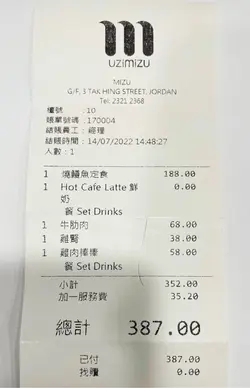 m
uzımızu
MIZU
G/F, 3 TAK HING STREET, JORDAN
Tel: 2321 2368
檯號 : 10
賬單號碼 : 170004
結賬員工 : 經理
結賬時間 : 14/07/2022 14:48:27
人數 : 1
1 燒鰻魚定食 188.00
1 Hot Cafe Latte 鮮 0.00
奶
餐 Set Drinks
1 牛肋肉 68.00
1 雞腎 38.00
1 雞肉棒棒 58.00
餐 Set Drinks
小計 352.00
加一服務費 35.20
總計 387.00
已付 387.00
找贖 0.00